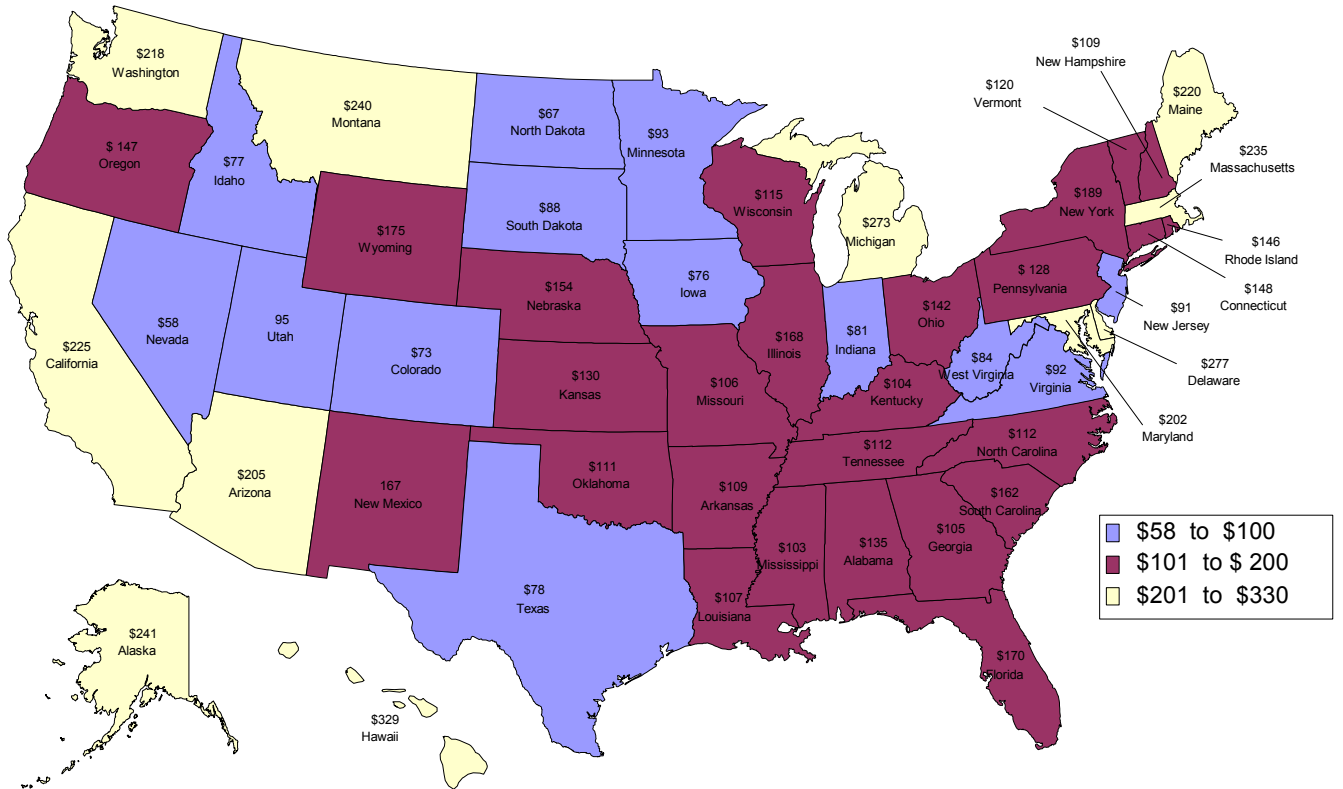 $218
Washington
$ 147
Oregon
$225
California
$77
Idaho
$58
Nevada
$240
Montana
$175
Wyoming
95
Utah
$73
Colorado
$205
Arizona
167
New Mexico
$67
North Dakota
$88
South Dakota
$154
Nebraska
$130
Kansas
$111
Oklahoma
$78
Texas
$93
Minnesota
$76
Iowa
$106
Missouri
$109
Arkansas
$107
Louisiana
$115
Wisconsin
$168
Illinois
$273
Michigan
$81
Indiana
$142
Ohio
$104
Kentucky
$112
Tennessee
$103
Mississippi
$135
Alabama
$105
Georgia
$170
Florida
$162
South Carolina
$112
North Carolina
$84
West Virginia
$92
Virginia
$ 128
Pennsylvania
$189
New York
$120
Vermont
$109
New Hampshire
$220
Maine
$235
Massachusetts
$146
Rhode Island
$148
Connecticut
$91
New Jersey
$277
Delaware
$202
Maryland
$241
Alaska
$329
Hawaii
$58 to $100
$101 to $ 200
$201 to $330